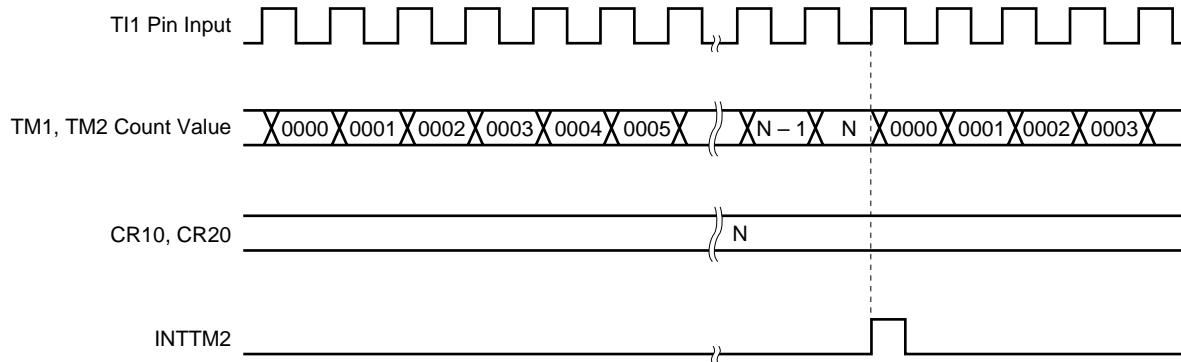 TI1 Pin Input
TM1, TM2 Count Value
0000 0001 0002 0003 0004 0005 N – 1 N 0000 0001 0002 0003
CR10, CR20
N
INTTM2